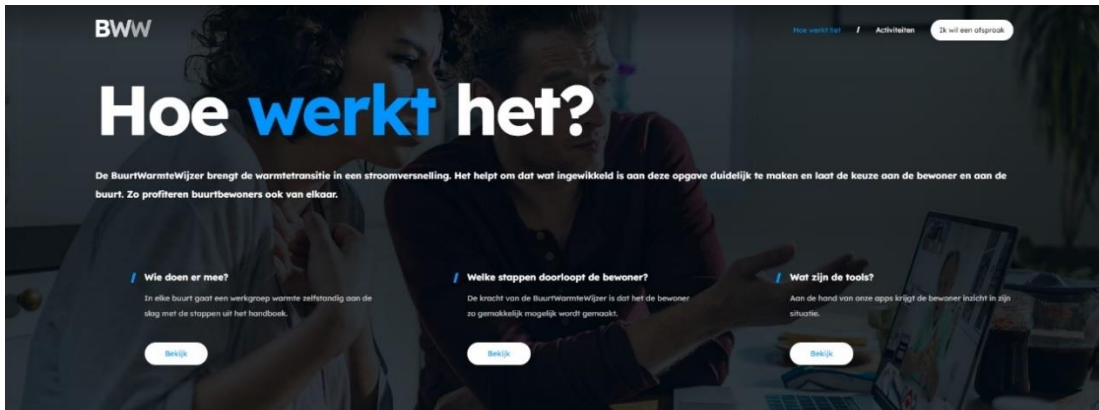 BWW
Hoe werkt het / Activiteiten Ik wil een afspraak
Hoe werkt het?
De BuurtWarmteWijzer brengt de warmtetransitie in een stroomversnelling. Het helpt om dat wat ingewikkeld is aan deze opgave duidelijk te maken en laat de keuze aan de bewoner en aan de
buurt. Zo profiteren buurtbewoners ook van elkaar.
/ Wie doen er mee?
In elke buurt gaat een werkgroep warmte zelfstandig aan de
slag met de stappen uit het handboek.
Bekijk
/ Welke stappen doorloopt de bewoner?
De kracht van de BuurtWarmteWijzer is dat het de bewoner
zo gemakkelijk mogelijk wordt gemaakt.
Bekijk
/ Wat zijn de tools?
Aan de hand van onze apps krijgt de bewoner inzicht in zijn
situatie.
Bekijk